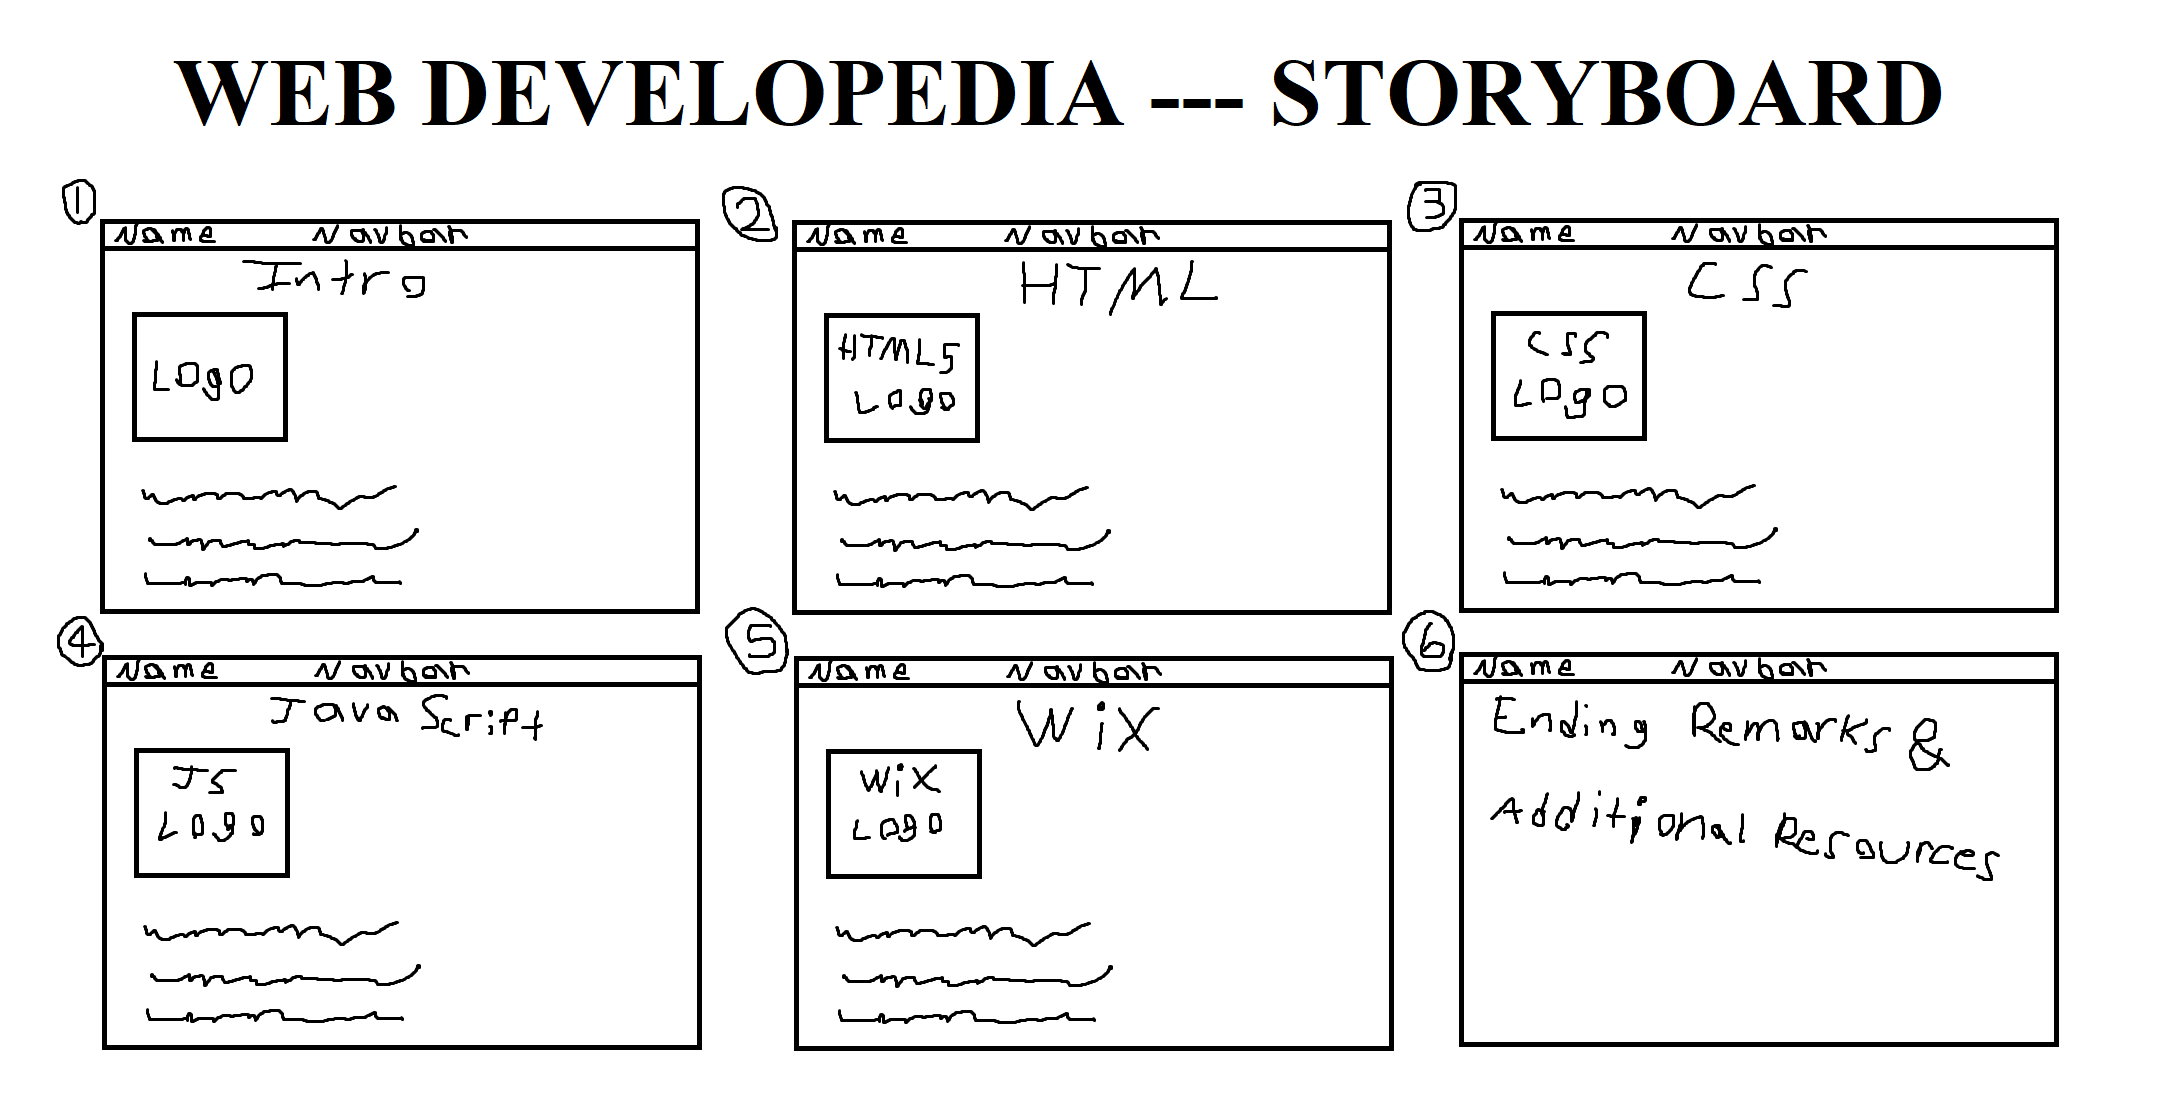 WEB DEVELOPEDIA --- STORYBOARD
1
Name Navbar
Intro
Logo
2
Name Navbar
HTML
HTML5
Logo
3
Name Navbar
CSS
CSS
Logo
4
Name Navbar
JavaScript
JS
Logo
5
Name Navbar
WiX
WiX
Logo
6
Name Navbar
Ending Remarks &
Additional Resources